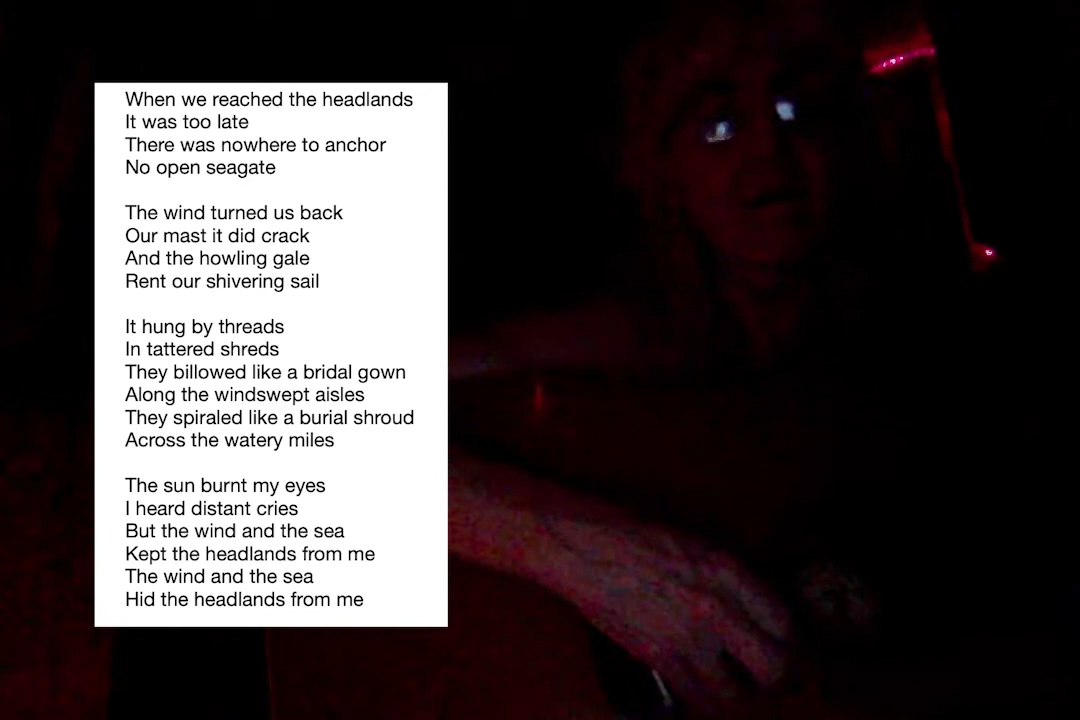 When we reached the headlands
It was too late
There was nowhere to anchor
No open seagate
The wind turned us back
Our mast it did crack
And the howling gale
Rent our shivering sail
It hung by threads
In tattered shreds
They billowed like a bridal gown
Along the windswept aisles
They spiraled like a burial shroud
Across the watery miles
The sun burnt my eyes
I heard distant cries
But the wind and the sea
Kept the headlands from me
The wind and the sea
Hid the headlands from me